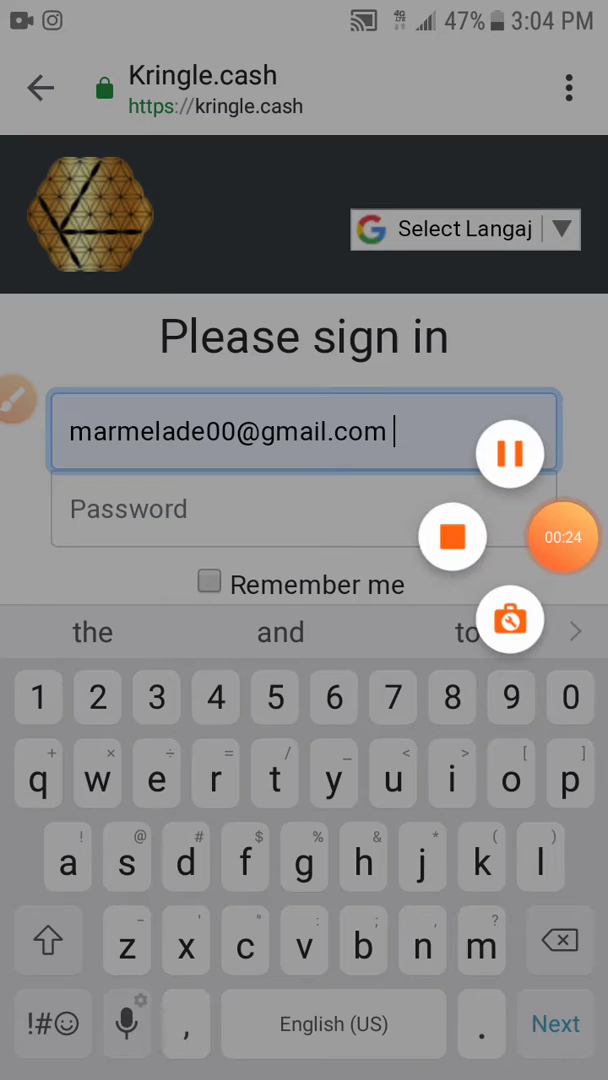 4G
LTE
47% 3:04 PM
Kringle.cash
https://kringle.cash
G Select Langaj ▼
Please sign in
marmelade00@gmail.com
Password
00:24
Remember me
the and to
1 2 3 4 5 6 7 8 9 0
+ × ÷ = / _ < > [ ]
q w e r t y u i o p
! @ # $ % ^ & * ( )
a s d f g h j k l
- ' " : ; , ?
z x c v b n m
!#☺ , English (US) . Next